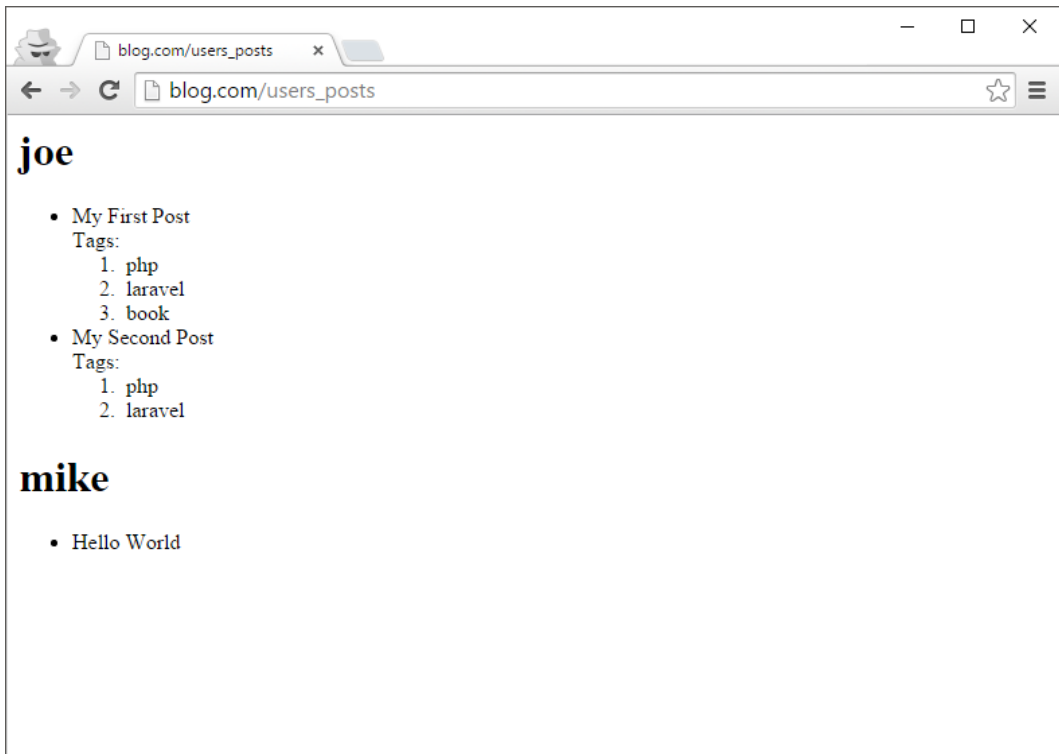 blog.com/users_posts
blog.com/users_posts
joe
• My First Post
Tags:
1. php
2. laravel
3. book
• My Second Post
Tags:
1. php
2. laravel
mike
• Hello World